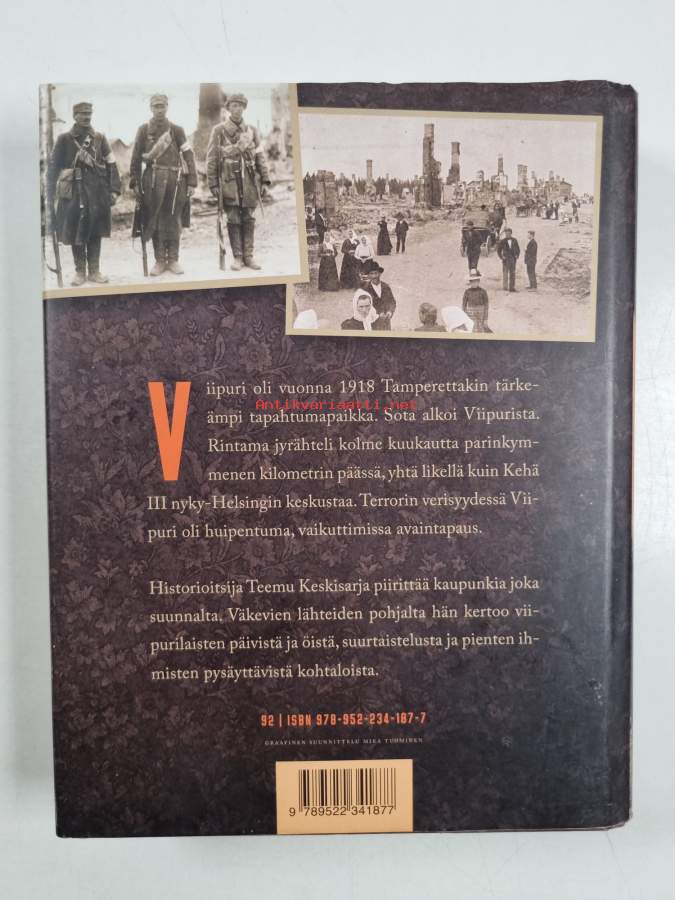 Viipuri oli vuonna 1918 Tamperettakin tärke-
ämpi tapahtumapaikka. Sota alkoi Viipurista.
Antikvariaatti.net
Rintama jyrähteli kolme kuukautta parinkym-
menen kilometrin päässä, yhtä likellä kuin Kehä
III nyky-Helsingin keskustaa. Terrorin verisyydessä Vii-
puri oli huipentuma, vaikuttimissa avaintapaus.
Historioitsija Teemu Keskisarja piirittää kaupunkia joka
suunnalta. Väkevien lähteiden pohjalta hän kertoo vii-
purilaisten päivistä ja öistä, suurtaistelusta ja pienten ih-
misten pysäyttävistä kohtaloista.
92 | ISBN 978-952-234-187-7
GRAAFINEN SUUNNITTELU MIKA TUOMINEN
9 789522 341877